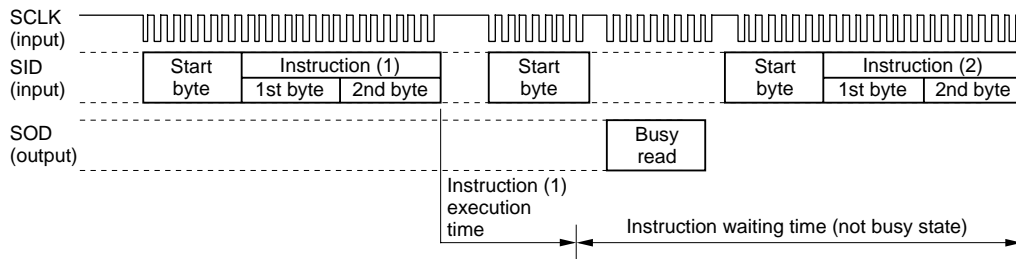 SCLK
(input)
SID
(input)
Start
byte
Instruction (1)
1st byte
2nd byte
Start
byte
Start
byte
Instruction (2)
1st byte
2nd byte
SOD
(output)
Busy
read
Instruction (1)
execution
time
Instruction waiting time (not busy state)